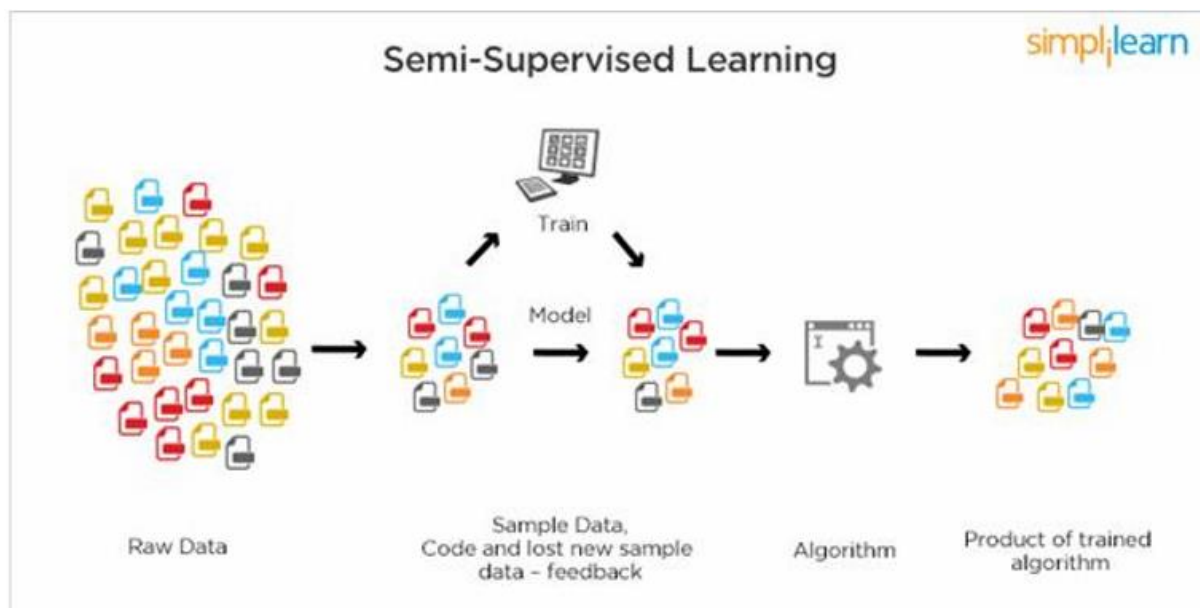 simplilearn
Semi-Supervised Learning
Train
Model
Raw Data
Sample Data,
Code and lost new sample
data – feedback
Algorithm
Product of trained
algorithm